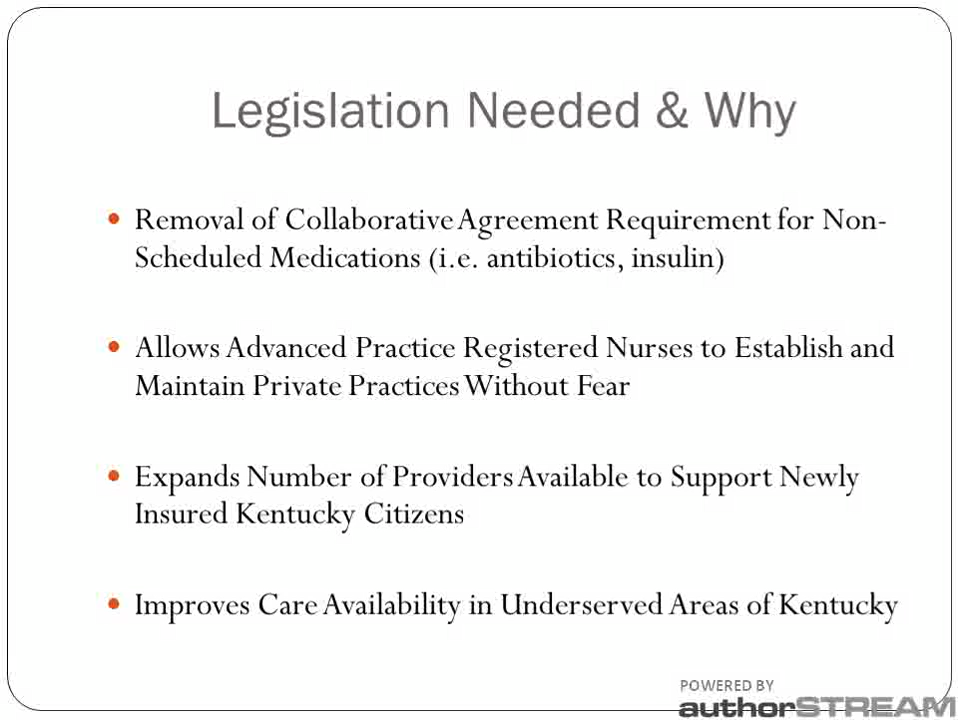 Legislation Needed & Why
Removal of Collaborative Agreement Requirement for Non-
Scheduled Medications (i.e. antibiotics, insulin)
Allows Advanced Practice Registered Nurses to Establish and
Maintain Private Practices Without Fear
Expands Number of Providers Available to Support Newly
Insured Kentucky Citizens
Improves Care Availability in Underserved Areas of Kentucky
POWERED BY
authorSTREAM